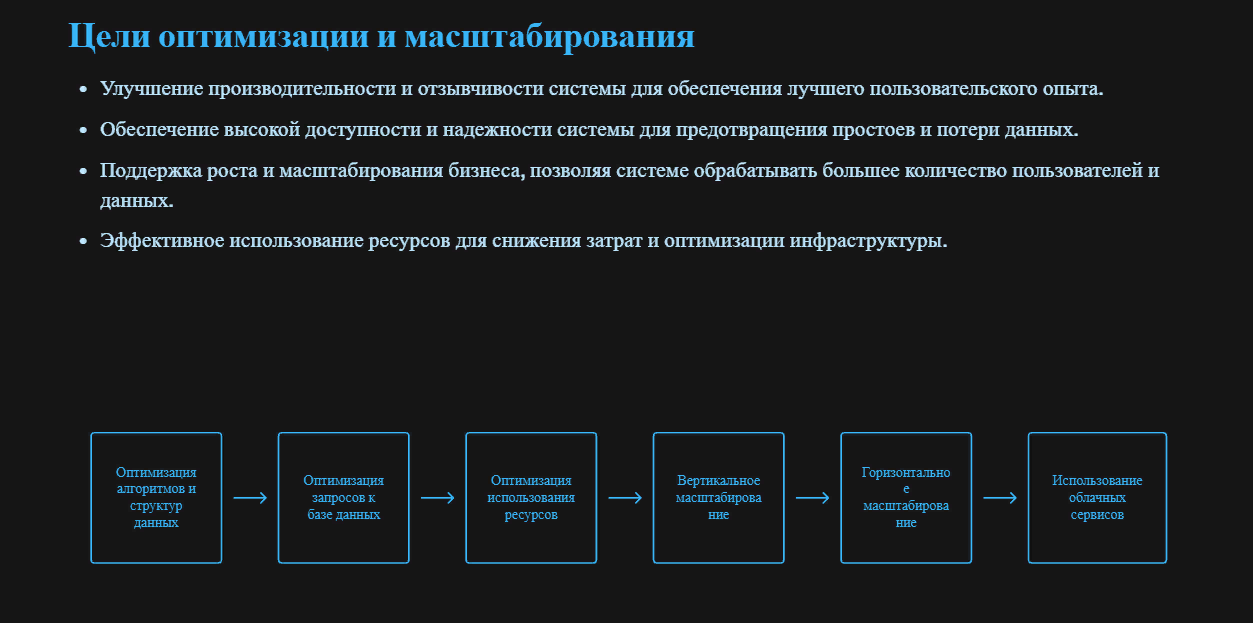 Цели оптимизации и масштабирования
• Улучшение производительности и отзывчивости системы для обеспечения лучшего пользовательского опыта.
• Обеспечение высокой доступности и надежности системы для предотвращения простоев и потери данных.
• Поддержка роста и масштабирования бизнеса, позволяя системе обрабатывать большее количество пользователей и
данных.
• Эффективное использование ресурсов для снижения затрат и оптимизации инфраструктуры.
Оптимизация
алгоритмов и
структур
данных
Оптимизация
запросов к
базе данных
Оптимизация
использования
ресурсов
Вертикальное
масштабирова
ние
Горизонтально
е
масштабирова
ние
Использование
облачных
сервисов